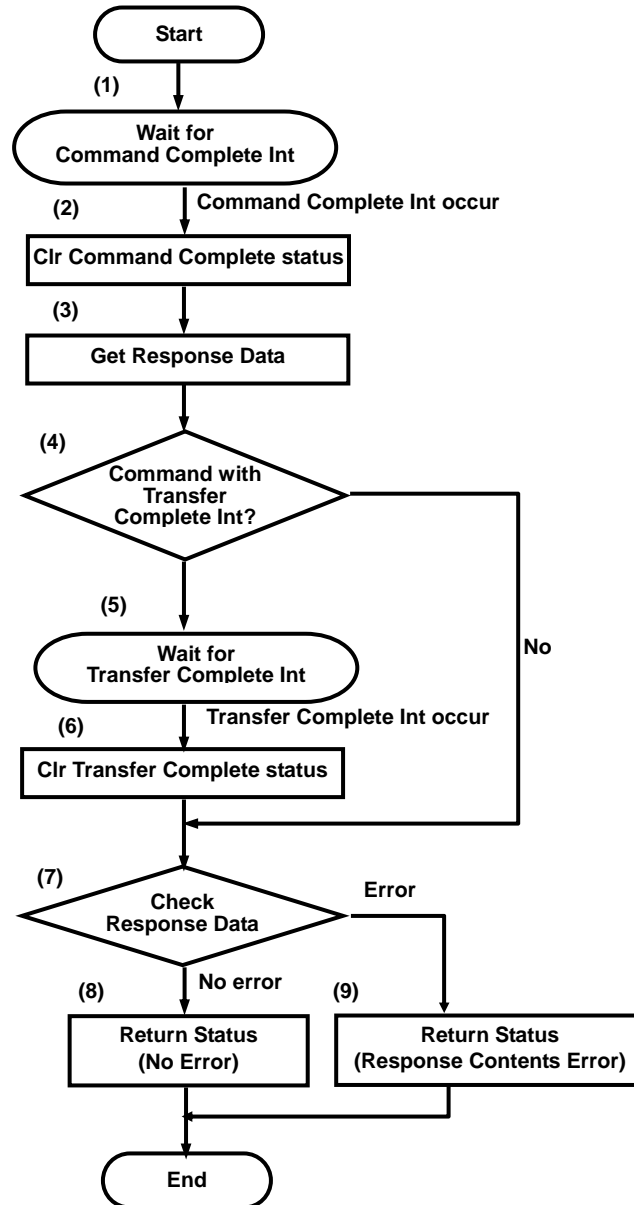 Start
(1)
Wait for
Command Complete Int
(2)
Command Complete Int occur
Clr Command Complete status
(3)
Get Response Data
(4)
Command with
Transfer
Complete Int?
(5)
Wait for
Transfer Complete Int
No
(6)
Transfer Complete Int occur
Clr Transfer Complete status
(7)
Check
Response Data
Error
No error
(8)
Return Status
(No Error)
(9)
Return Status
(Response Contents Error)
End